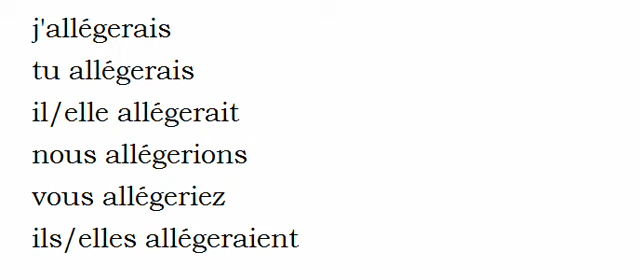 j'allégerais
tu allégerais
il/elle allégerait
nous allégerions
vous allégeriez
ils/elles allégeraient